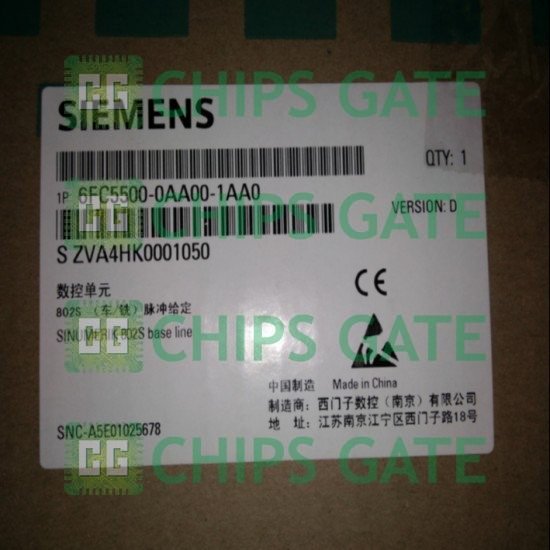 CHIPS GATE
SIEMENS
QTY: 1
1P 6FC5500-0AA00-1AA0
CHIPS GATE
VERSION: D
S ZVA4HK0001050
CE
数控单元
802S （车/铣）脉冲给定
SINUMERIK 802S base line
CHIPS GATE
中国制造 Made in China
制造商： 西门子数控（南京）有限公司
地 址： 江苏南京江宁区西门子路18号
SNC-A5E01025678
CHIPS GATE